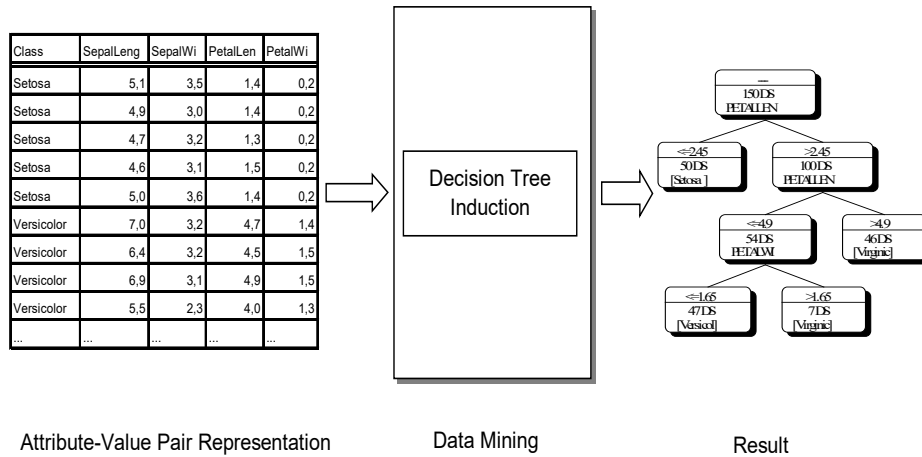 Class SepalLeng SepalWi PetalLen PetalWi
Setosa 5,1 3,5 1,4 0,2
Setosa 4,9 3,0 1,4 0,2
Setosa 4,7 3,2 1,3 0,2
Setosa 4,6 3,1 1,5 0,2
Setosa 5,0 3,6 1,4 0,2
Versicolor 7,0 3,2 4,7 1,4
Versicolor 6,4 3,2 4,5 1,5
Versicolor 6,9 3,1 4,9 1,5
Versicolor 5,5 2,3 4,0 1,3
... ... ... ... ...
Decision Tree
Induction
---
150 DS
PETALLEN
<=2.45
50 DS
[Setosa ]
>2.45
100 DS
PETALLEN
<=4.9
54 DS
PETALWI
>4.9
46 DS
[Virginic]
<=1.65
47 DS
[Versicol]
>1.65
7 DS
[Virginic]
Attribute-Value Pair Representation
Data Mining
Result